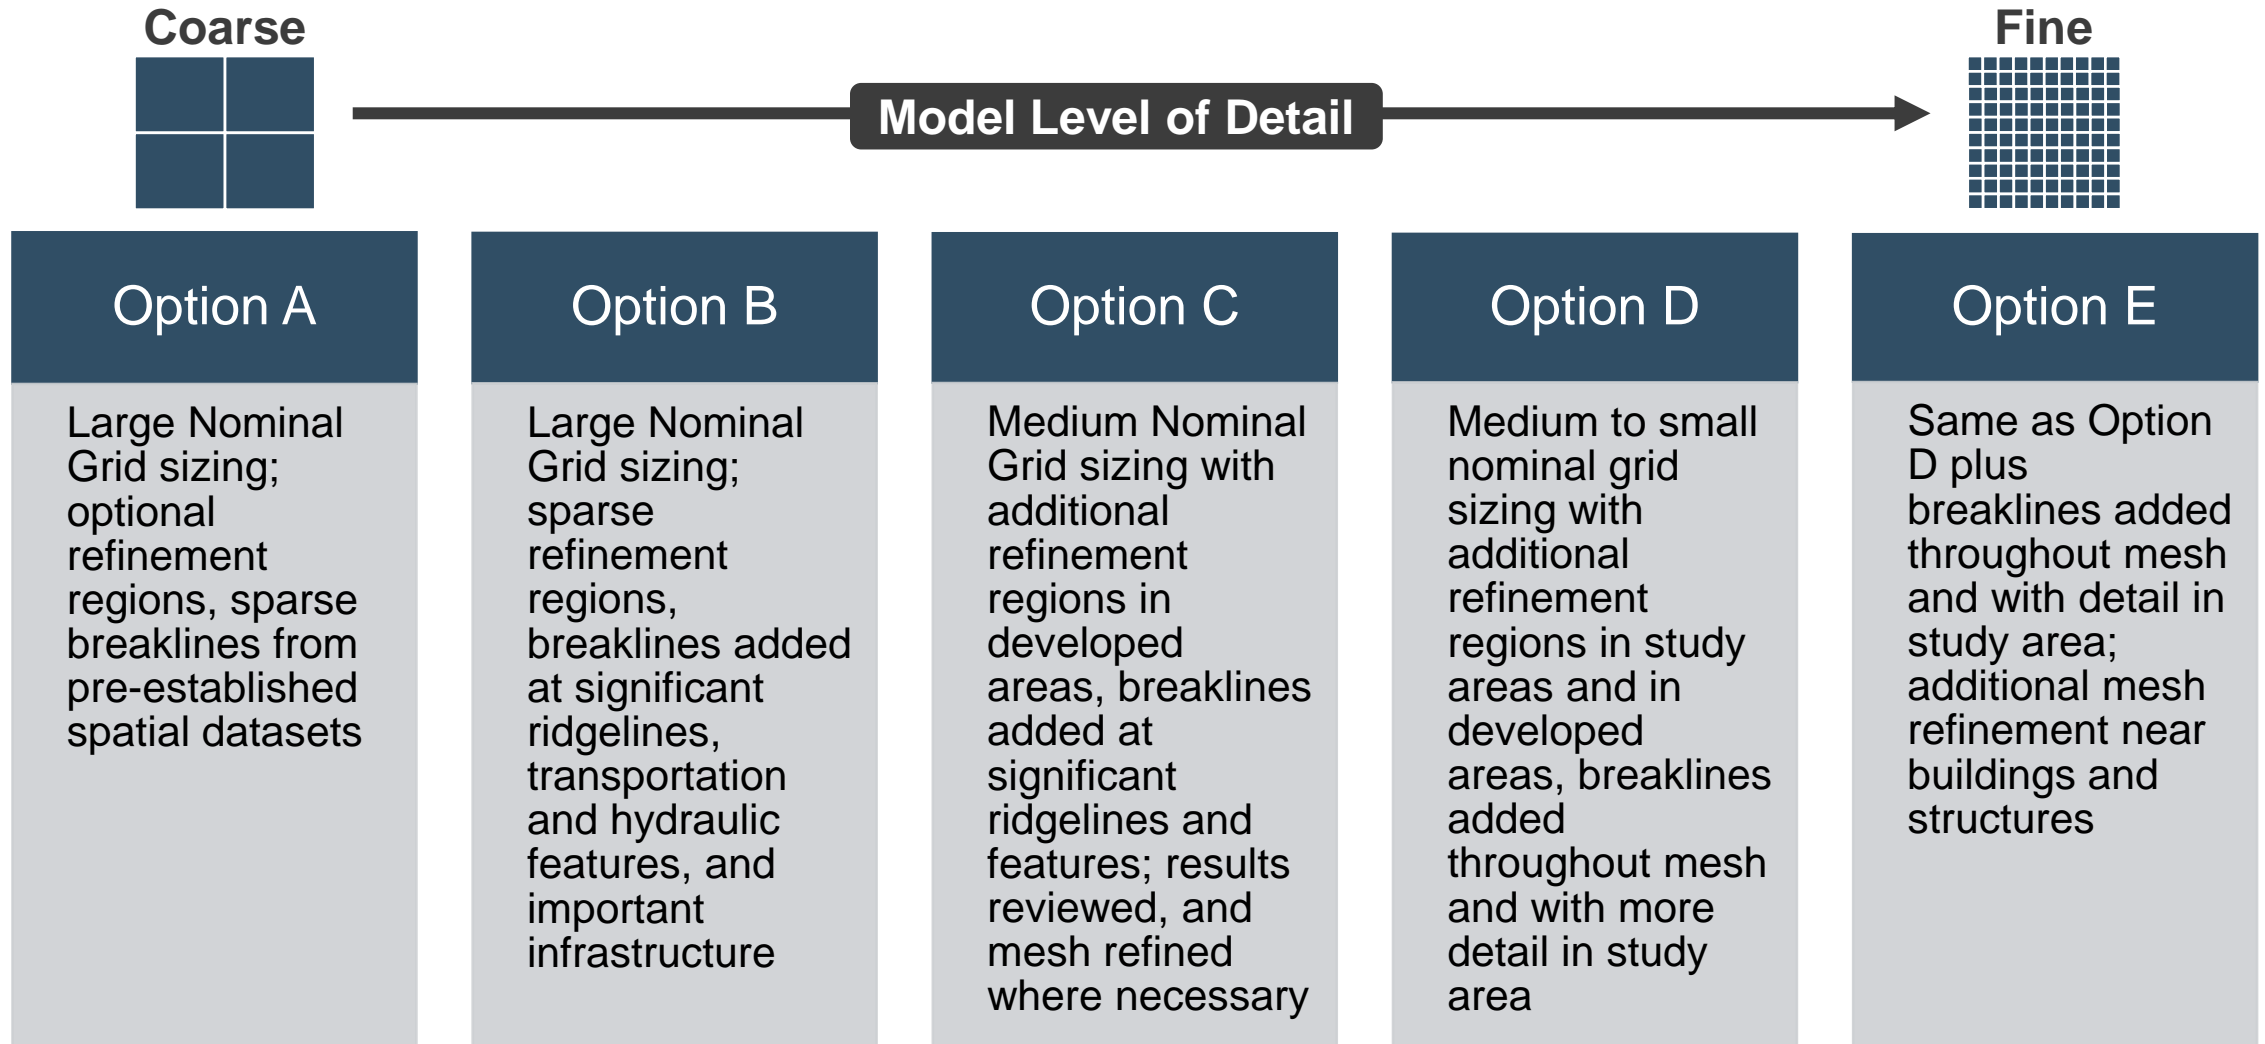 Coarse
Fine
Model Level of Detail
Option A
Large Nominal
Grid sizing;
optional
refinement
regions, sparse
breaklines from
pre-established
spatial datasets
Option B
Large Nominal
Grid sizing;
sparse
refinement
regions,
breaklines added
at significant
ridgelines,
transportation
and hydraulic
features, and
important
infrastructure
Option C
Medium Nominal
Grid sizing with
additional
refinement
regions in
developed
areas, breaklines
added at
significant
ridgelines and
features; results
reviewed, and
mesh refined
where necessary
Option D
Medium to small
nominal grid
sizing with
additional
refinement
regions in study
areas and in
developed
areas, breaklines
added
throughout mesh
and with more
detail in study
area
Option E
Same as Option
D plus
breaklines added
throughout mesh
and with detail in
study area;
additional mesh
refinement near
buildings and
structures